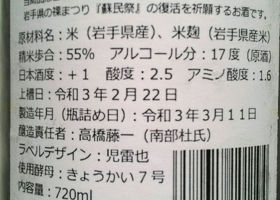 岩手県の裸まつり『蘇民祭』の復活を祈願するお酒です。
原材料名：米（岩手県産）、米麹（岩手県産米）
精米歩合：55％　アルコール分：17度（原酒）
日本酒度：＋1　酸度：2.5　アミノ酸度：1.6
上槽日：令和3年2月22日
製造年月（瓶詰め日）：令和3年3月11日
醸造責任者：高橋藤一（南部杜氏）
ラベルデザイン：児雷也
使用酵母：きょうかい7号
内容量：720ml